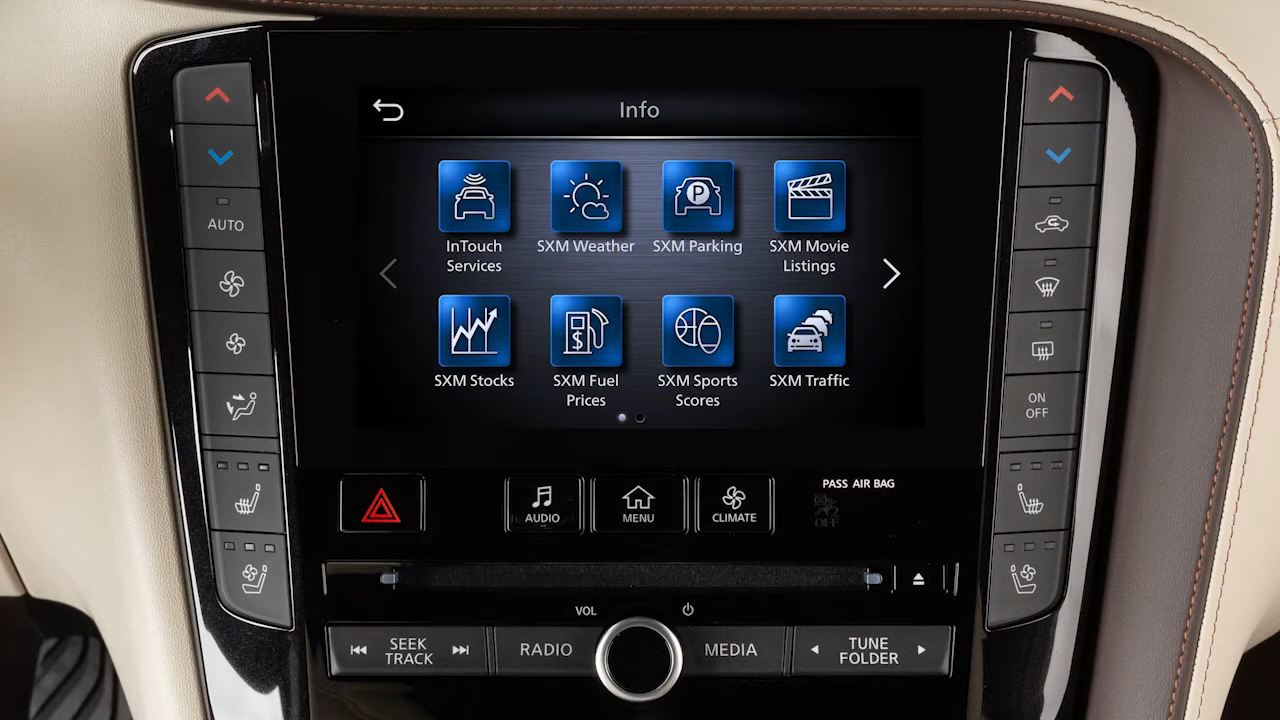 Info
AUTO
InTouch
Services
SXM Weather
SXM Parking
P
SXM Movie
Listings
$
SXM Stocks
SXM Fuel
Prices
SXM Sports
Scores
SXM Traffic
ON
OFF
PASS AIR BAG
OFF
AUDIO
MENU
CLIMATE
VOL
SEEK
TRACK
RADIO
MEDIA
TUNE
FOLDER